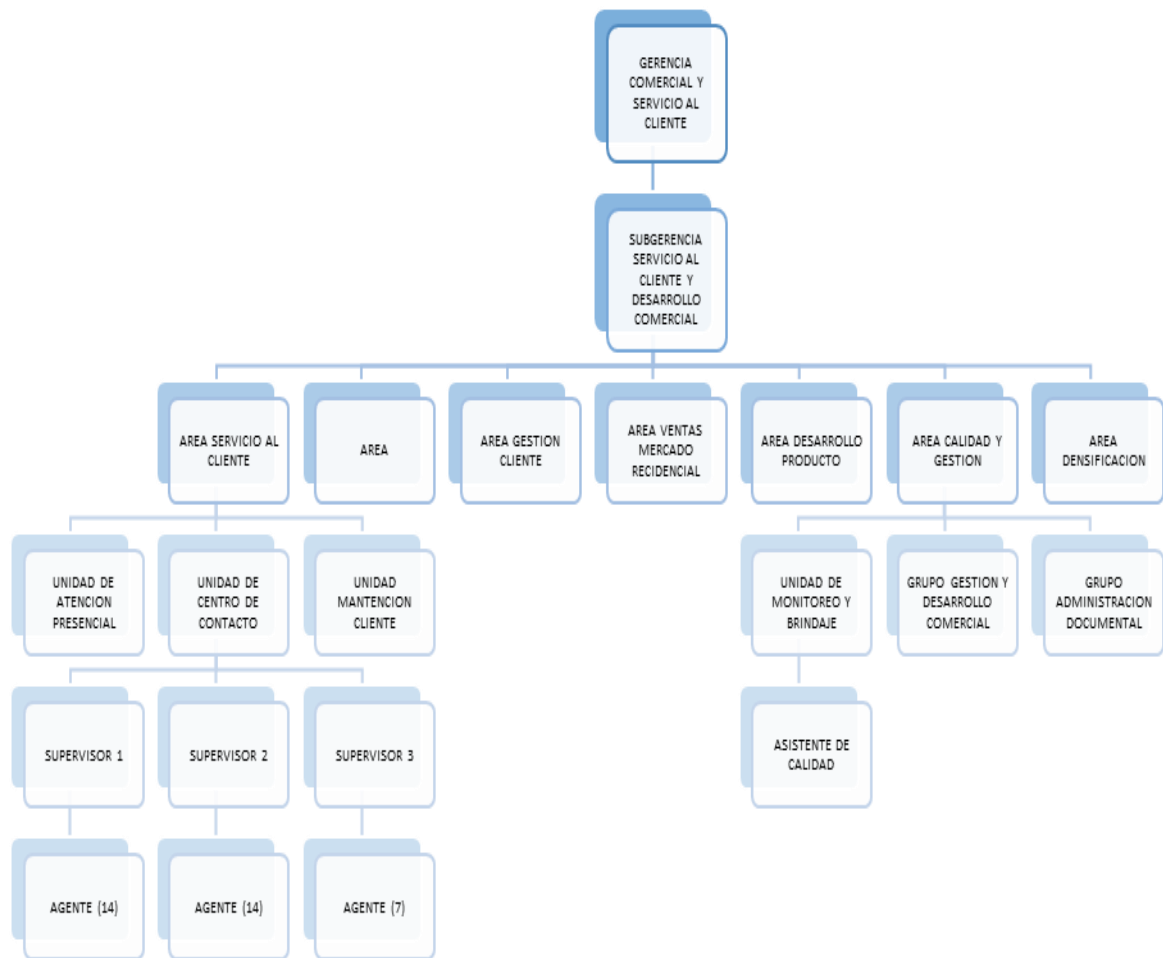 GERENCIA
COMERCIAL Y
SERVICIO AL
CLIENTE
SUBGERENCIA
SERVICIO AL
CLIENTE Y
DESARROLLO
COMERCIAL
AREA SERVICIO AL
CLIENTE
AREA
AREA GESTION
CLIENTE
AREA VENTAS
MERCADO
RECIDENCIAL
AREA DESARROLLO
PRODUCTO
AREA CALIDAD Y
GESTION
AREA
DENSIFICACION
UNIDAD DE
ATENCION
PRESENCIAL
UNIDAD DE
CENTRO DE
CONTACTO
UNIDAD
MANTENCION
CLIENTE
UNIDAD DE
MONITOREO Y
BRINDAJE
GRUPO GESTION Y
DESARROLLO
COMERCIAL
GRUPO
ADMINISTRACION
DOCUMENTAL
SUPERVISOR 1
SUPERVISOR 2
SUPERVISOR 3
ASISTENTE DE
CALIDAD
AGENTE (14)
AGENTE (14)
AGENTE (7)